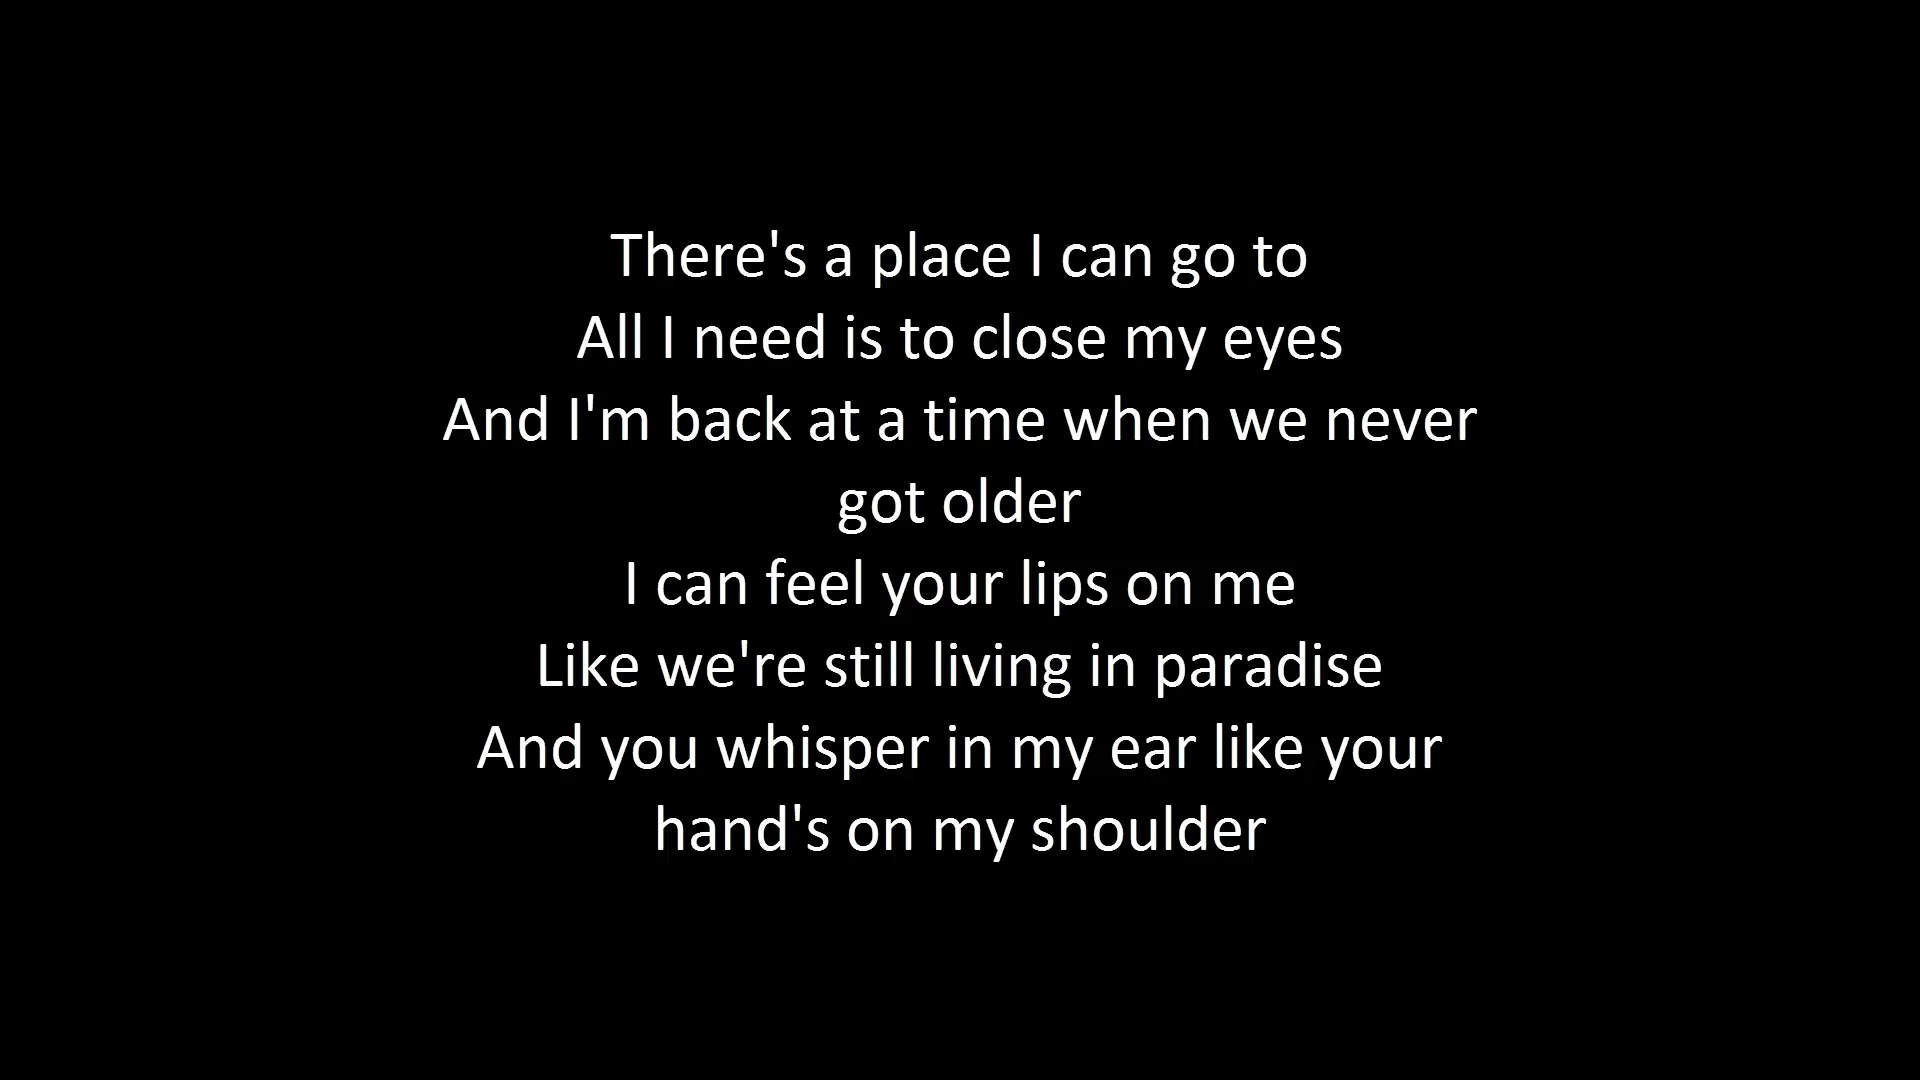 There's a place I can go to
All I need is to close my eyes
And I'm back at a time when we never
got older
I can feel your lips on me
Like we're still living in paradise
And you whisper in my ear like your
hand's on my shoulder